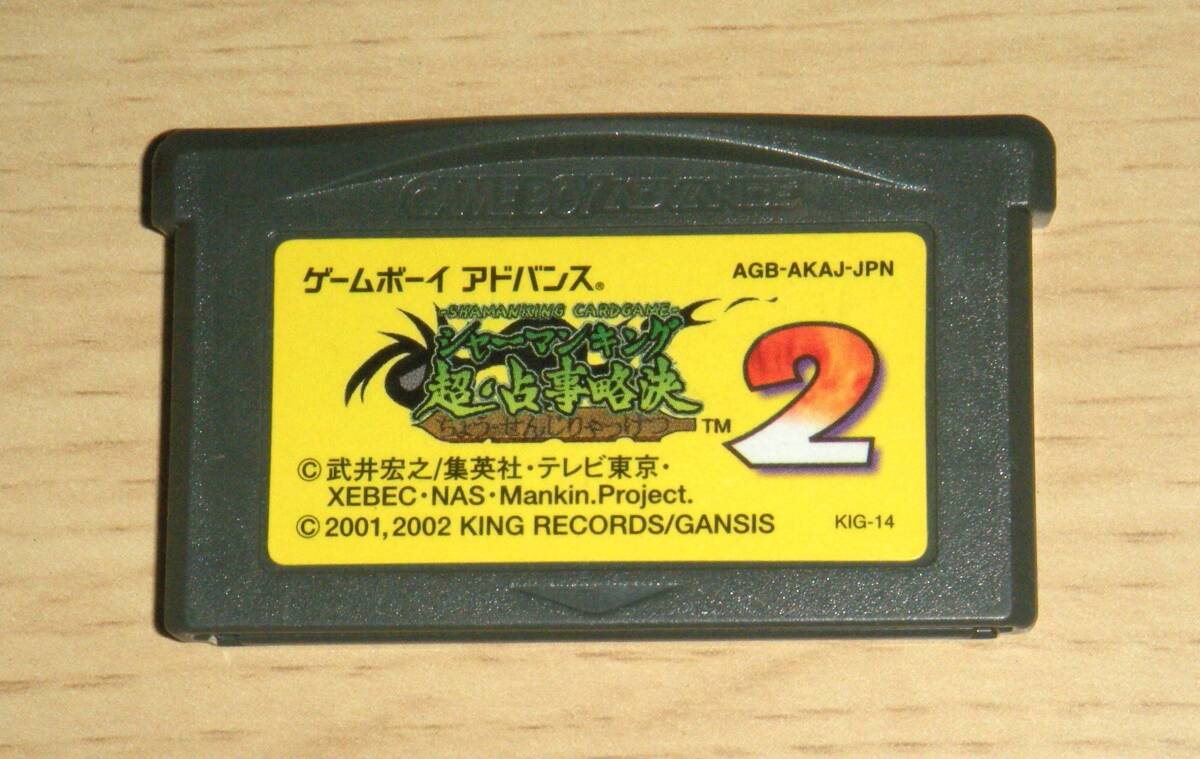 GAME BOY ADVANCE
ゲームボーイ アドバンス®
AGB-AKAJ-JPN
-SHAMANKING CARDGAME-
シャーマンキング
超・占事略決
ちょう-せんじりゃっけつ
TM
2
©武井宏之/集英社・テレビ東京・
XEBEC・NAS・Mankin.Project.
©2001,2002 KING RECORDS/GANSIS
KIG-14